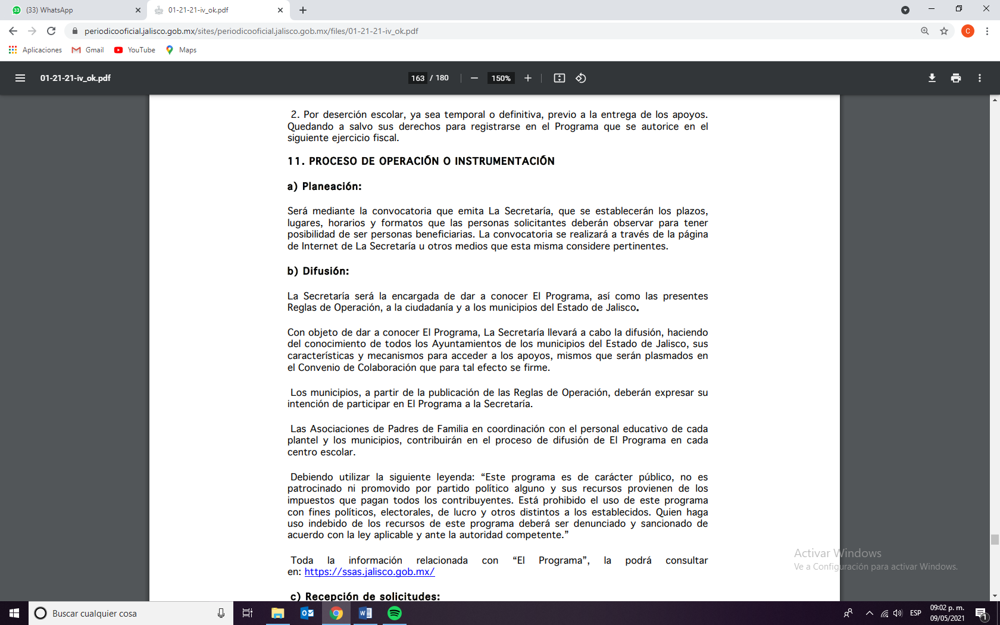 (33) WhatsApp
01-21-21-iv_ok.pdf
periodicooficial.jalisco.gob.mx/sites/periodicooficial.jalisco.gob.mx/files/01-21-21-iv_ok.pdf
C
Aplicaciones
Gmail
YouTube
Maps
01-21-21-iv_ok.pdf
163 / 180
150%
2. Por deserción escolar, ya sea temporal o definitiva, previo a la entrega de los apoyos.
Quedando a salvo sus derechos para registrarse en el Programa que se autorice en el
siguiente ejercicio fiscal.
11. PROCESO DE OPERACIÓN O INSTRUMENTACIÓN
a) Planeación:
Será mediante la convocatoria que emita La Secretaría, que se establecerán los plazos,
lugares, horarios y formatos que las personas solicitantes deberán observar para tener
posibilidad de ser personas beneficiarias. La convocatoria se realizará a través de la página
de Internet de La Secretaría u otros medios que esta misma considere pertinentes.
b) Difusión:
La Secretaría será la encargada de dar a conocer El Programa, así como las presentes
Reglas de Operación, a la ciudadanía y a los municipios del Estado de Jalisco.
Con objeto de dar a conocer El Programa, La Secretaría llevará a cabo la difusión, haciendo
del conocimiento de todos los Ayuntamientos de los municipios del Estado de Jalisco, sus
características y mecanismos para acceder a los apoyos, mismos que serán plasmados en
el Convenio de Colaboración que para tal efecto se firme.
Los municipios, a partir de la publicación de las Reglas de Operación, deberán expresar su
intención de participar en El Programa a la Secretaría.
Las Asociaciones de Padres de Familia en coordinación con el personal educativo de cada
plantel y los municipios, contribuirán en el proceso de difusión de El Programa en cada
centro escolar.
Debiendo utilizar la siguiente leyenda: “Este programa es de carácter público, no es
patrocinado ni promovido por partido político alguno y sus recursos provienen de los
impuestos que pagan todos los contribuyentes. Está prohibido el uso de este programa
con fines políticos, electorales, de lucro y otros distintos a los establecidos. Quien haga
uso indebido de los recursos de este programa deberá ser denunciado y sancionado de
acuerdo con la ley aplicable y ante la autoridad competente.”
Toda la información relacionada con “El Programa”, la podrá consultar
en: https://ssas.jalisco.gob.mx/
c) Recepción de solicitudes:
Activar Windows
Ve a Configuración para activar Windows.
Buscar cualquier cosa
ESP
09:02 p. m.
09/05/2021
1